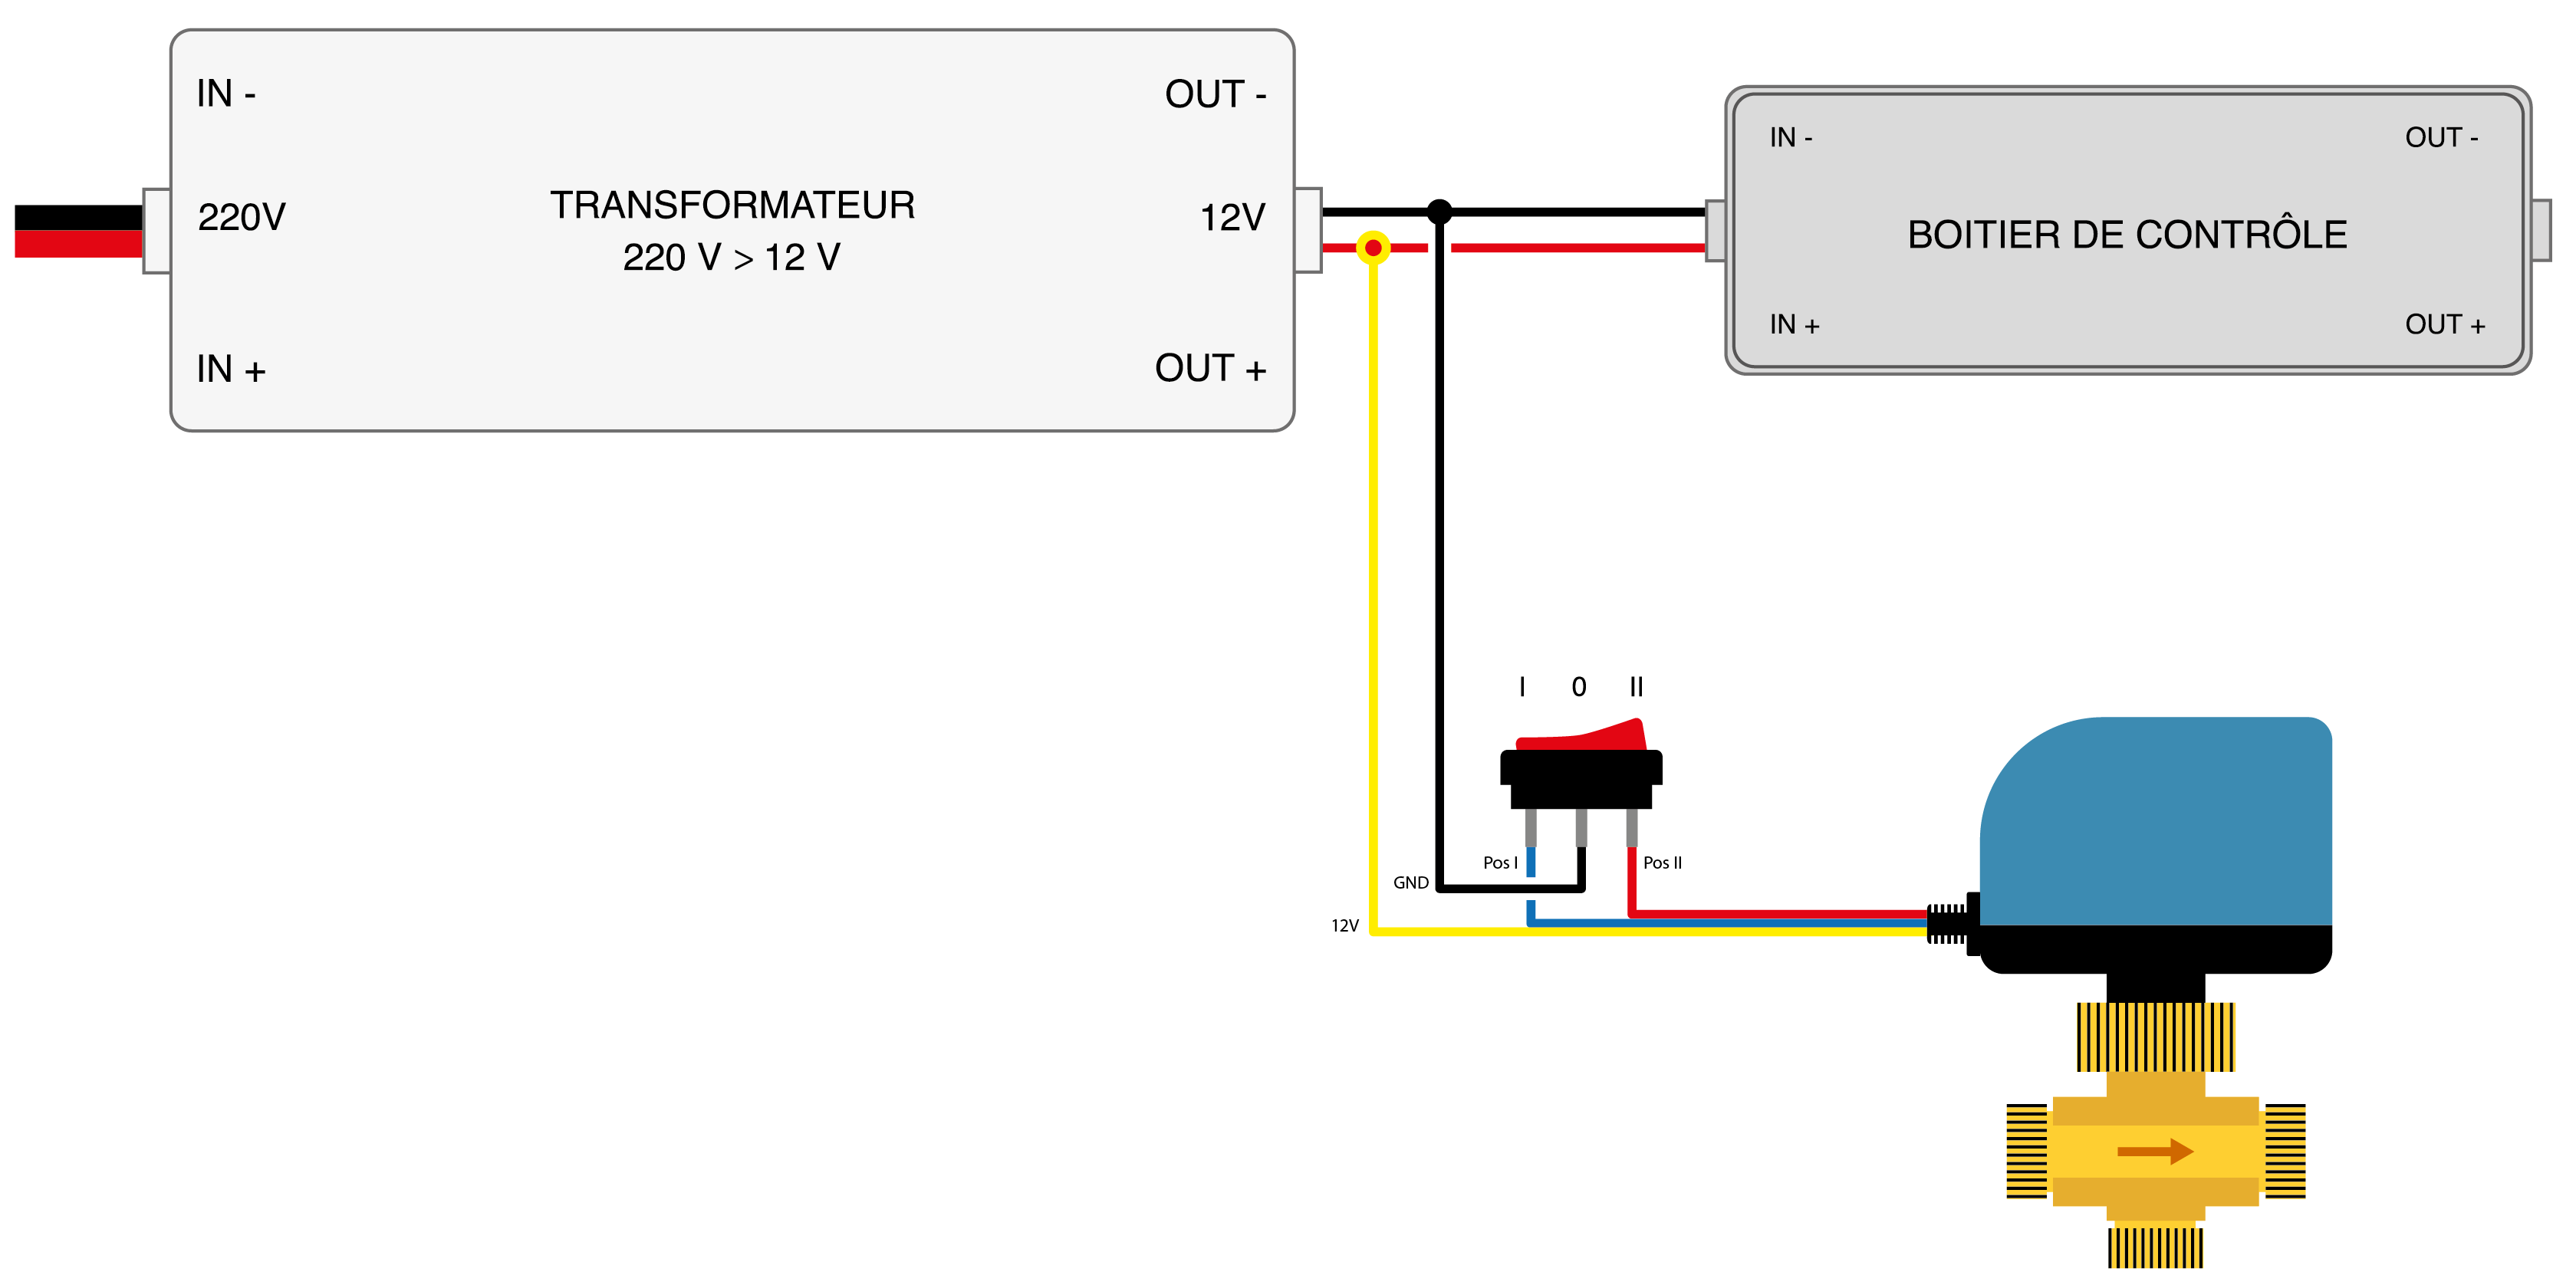 IN -
OUT -
220V
TRANSFORMATEUR
220 V > 12 V
12V
IN +
OUT +
IN -
OUT -
BOITIER DE CONTRÔLE
IN +
OUT +
I 0 II
Pos I
Pos II
GND
12V